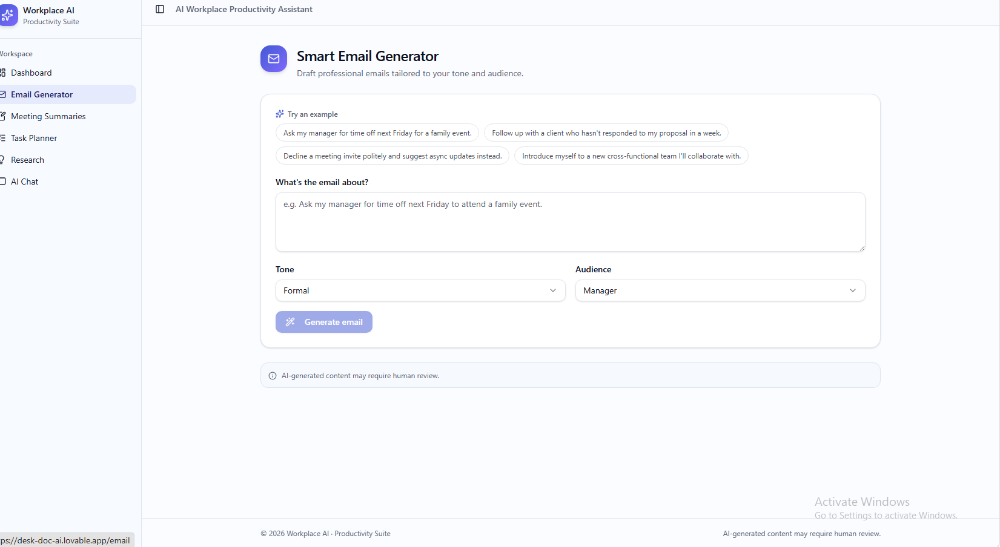 Workplace AI
Productivity Suite
AI Workplace Productivity Assistant
Workspace
Dashboard
Email Generator
Meeting Summaries
Task Planner
Research
AI Chat
Smart Email Generator
Draft professional emails tailored to your tone and audience.
Try an example
Ask my manager for time off next Friday for a family event.
Follow up with a client who hasn't responded to my proposal in a week.
Decline a meeting invite politely and suggest async updates instead.
Introduce myself to a new cross-functional team I'll collaborate with.
What's the email about?
e.g. Ask my manager for time off next Friday to attend a family event.
Tone
Audience
Formal
Manager
Generate email
AI-generated content may require human review.
Activate Windows
Go to Settings to activate Windows.
© 2026 Workplace AI · Productivity Suite
AI-generated content may require human review.
ps://desk-doc-ai.lovable.app/email